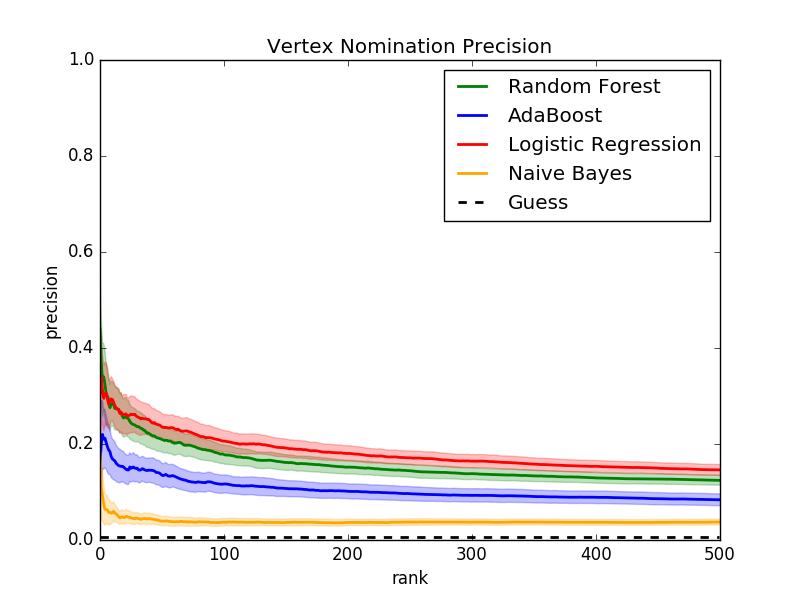 Vertex Nomination Precision
1.0
0.8
0.6
0.4
0.2
0.0
precision
Random Forest
AdaBoost
Logistic Regression
Naive Bayes
Guess
0 100 200 300 400 500
rank